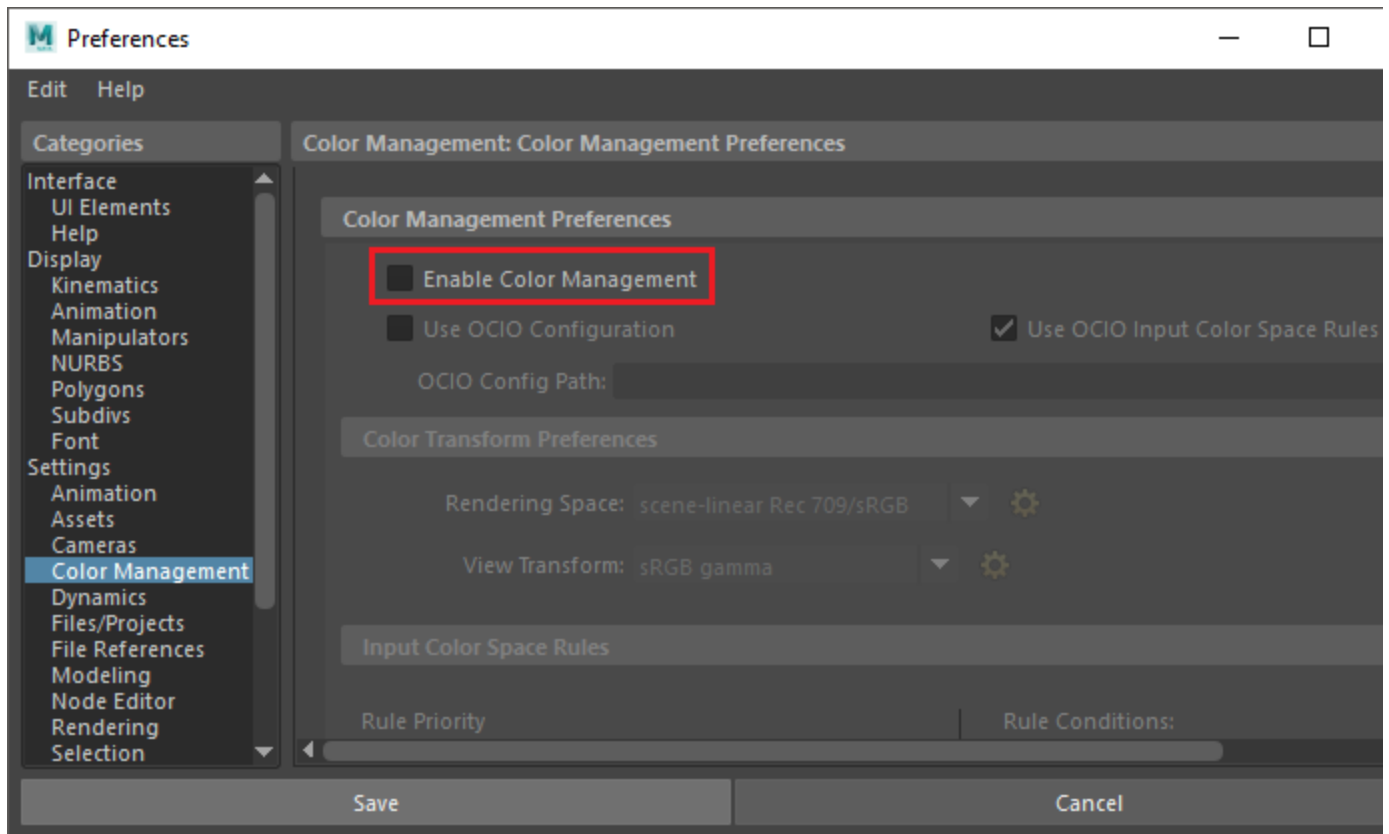 Preferences
Edit Help
Categories
Interface
UI Elements
Help
Display
Kinematics
Animation
Manipulators
NURBS
Polygons
Subdivs
Font
Settings
Animation
Assets
Cameras
Color Management
Dynamics
Files/Projects
File References
Modeling
Node Editor
Rendering
Selection
Color Management: Color Management Preferences
Color Management Preferences
Enable Color Management
Use OCIO Configuration
Use OCIO Input Color Space Rules
OCIO Config Path:
Color Transform Preferences
Rendering Space: scene-linear Rec 709/sRGB
View Transform: sRGB gamma
Input Color Space Rules
Rule Priority
Rule Conditions:
Save
Cancel